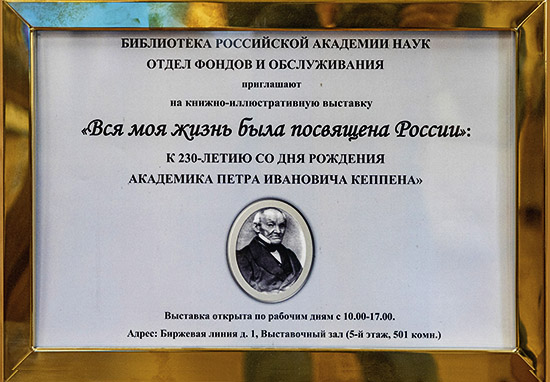 БИБЛИОТЕКА РОССИЙСКОЙ АКАДЕМИИ НАУК
ОТДЕЛ ФОНДОВ И ОБСЛУЖИВАНИЯ
приглашают
на книжно-иллюстративную выставку
«Вся моя жизнь была посвящена России»:
К 230-ЛЕТИЮ СО ДНЯ РОЖДЕНИЯ
АКАДЕМИКА ПЕТРА ИВАНОВИЧА КЕППЕНА»
Выставка открыта по рабочим дням с 10.00-17.00.
Адрес: Биржевая линия д. 1, Выставочный зал (5-й этаж, 501 комн.)